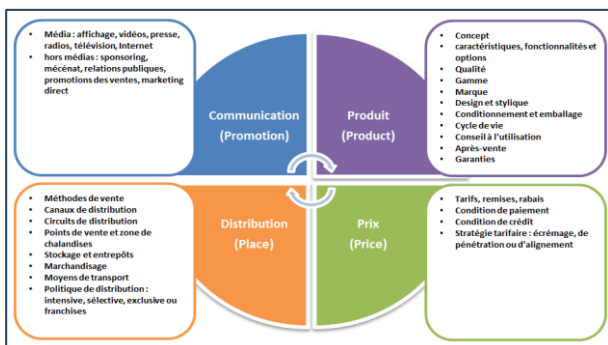 Média : affichage, vidéos, presse,
radios, télévision, Internet
hors médias : sponsoring,
mécénat, relations publiques,
promotions des ventes, marketing
direct
Communication
(Promotion)
Produit
(Product)
Concept
caractéristiques, fonctionnalités et
options
Qualité
Gamme
Marque
Design et stylique
Conditionnement et emballage
Cycle de vie
Conseil à l'utilisation
Après-vente
Garanties
Méthodes de vente
Canaux de distribution
Circuits de distribution
Points de vente et zone de
chalandises
Stockage et entrepôts
Marchandisage
Moyens de transport
Politique de distribution :
intensive, sélective, exclusive ou
franchises
Distribution
(Place)
Prix
(Price)
Tarifs, remises, rabais
Condition de paiement
Condition de crédit
Stratégie tarifaire : écrémage, de
pénétration ou d'alignement